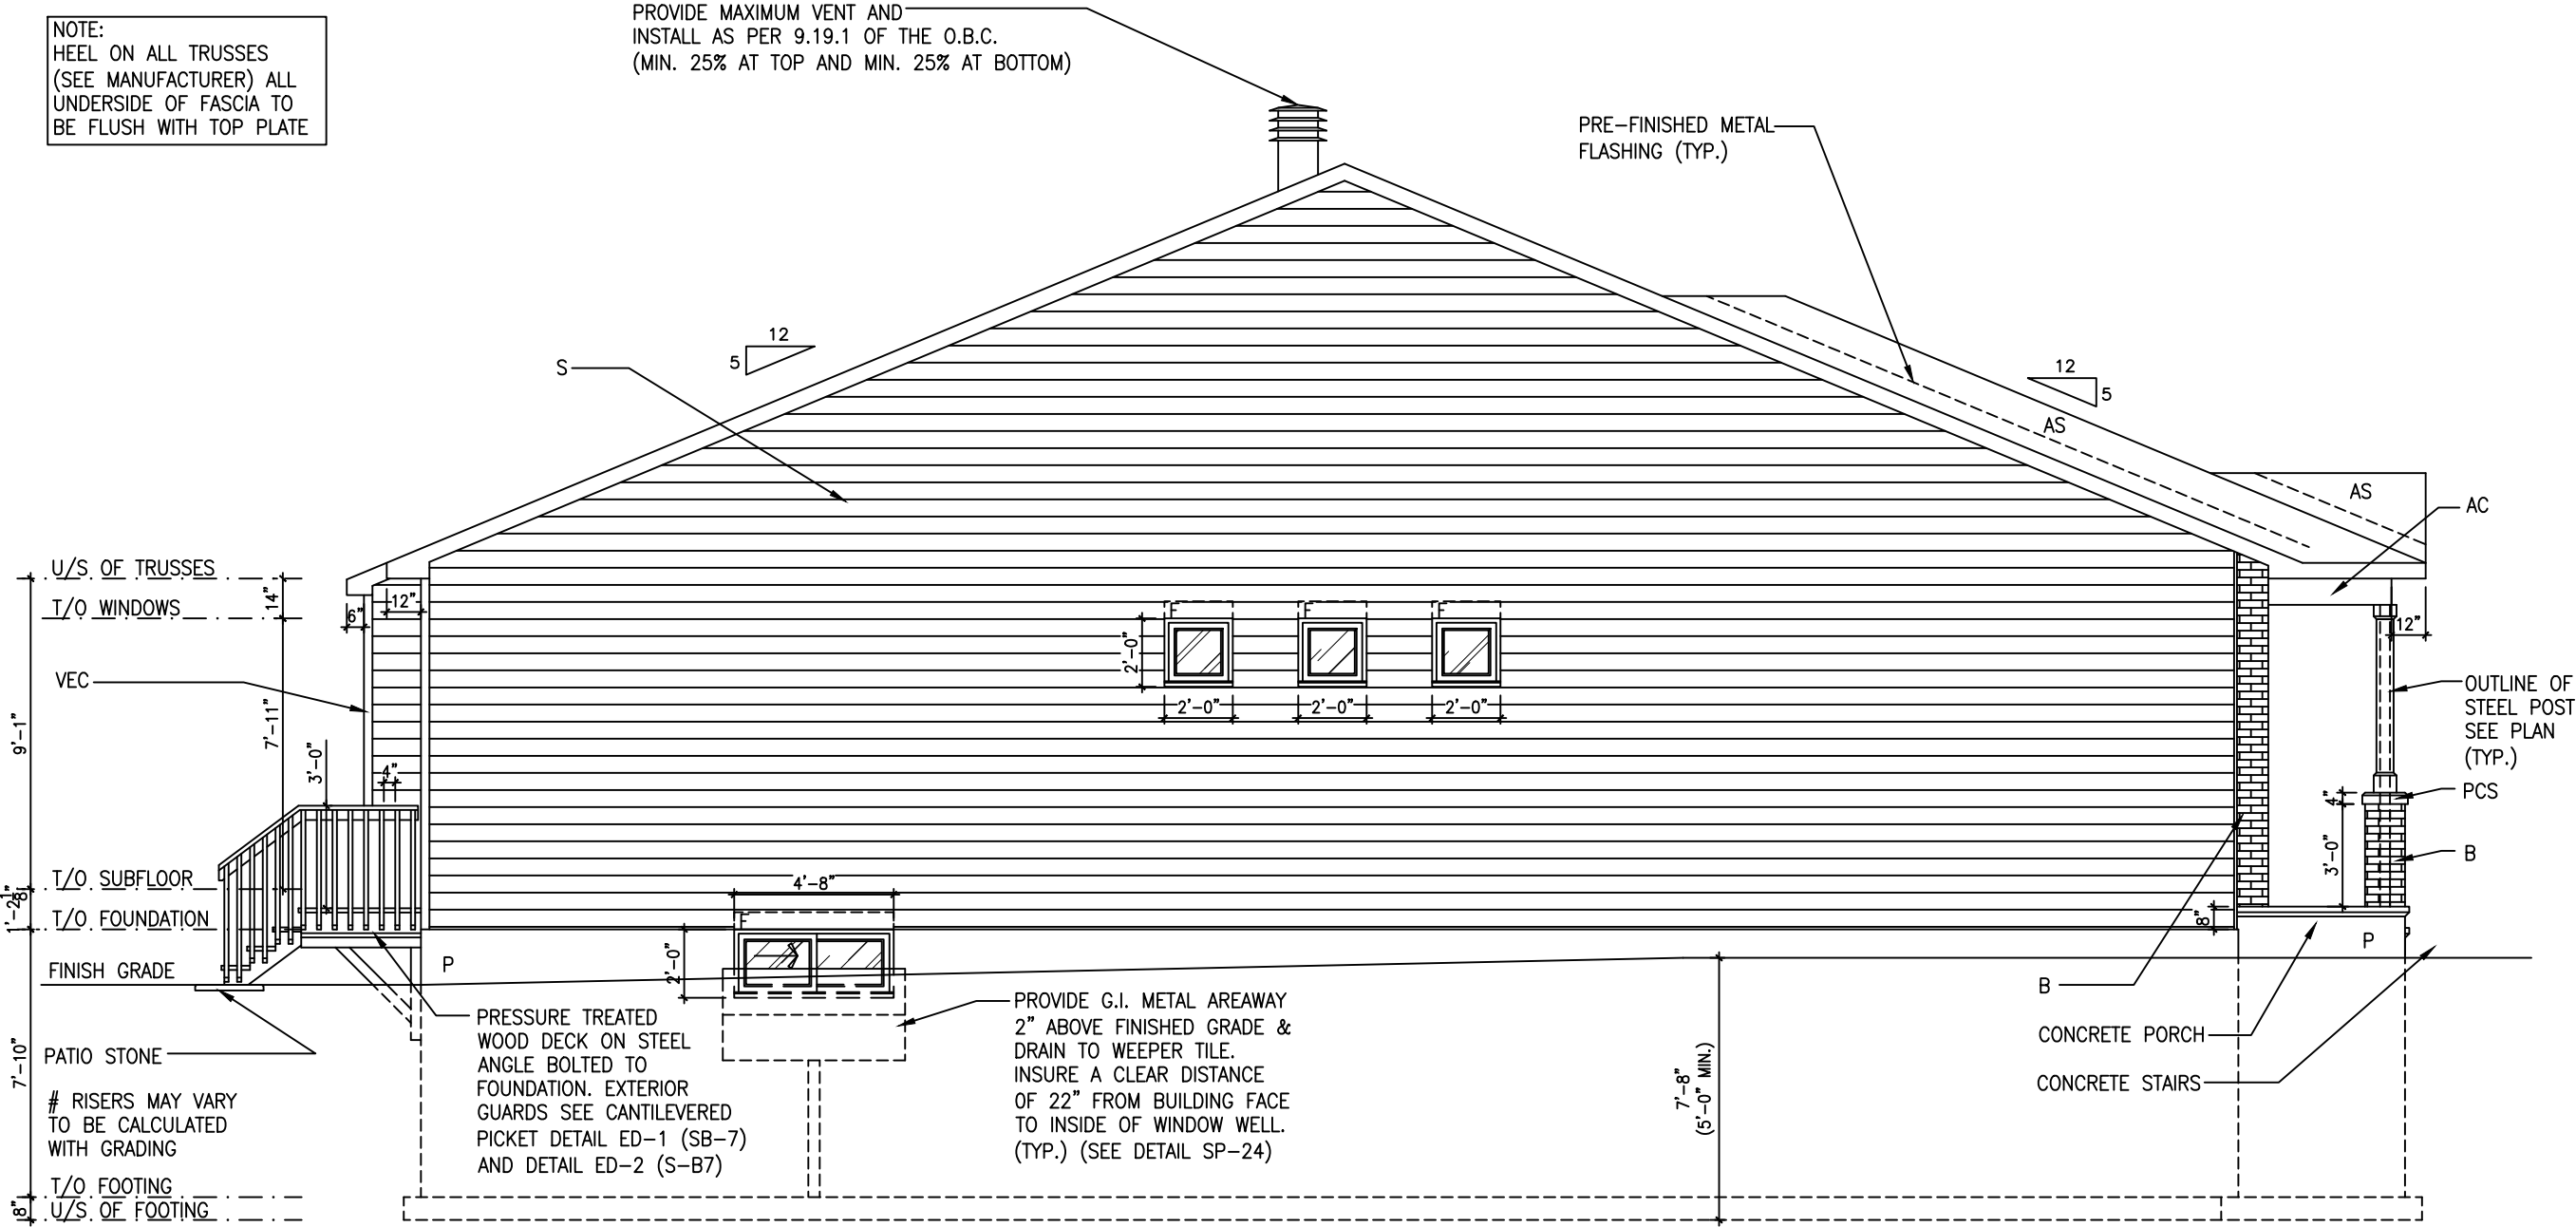 NOTE:
HEEL ON ALL TRUSSES
(SEE MANUFACTURER) ALL
UNDERSIDE OF FASCIA TO
BE FLUSH WITH TOP PLATE
PROVIDE MAXIMUM VENT AND
INSTALL AS PER 9.19.1 OF THE O.B.C.
(MIN. 25% AT TOP AND MIN. 25% AT BOTTOM)
PRE-FINISHED METAL
FLASHING (TYP.)
12
5
S
12
5
AS
AS
AC
U/S OF TRUSSES
T/O WINDOWS
14"
6"
12"
F
F
F
2'-0"
2'-0"
2'-0"
2'-0"
12"
VEC
9'-1"
7'-11"
3'-0"
4"
OUTLINE OF
STEEL POST
SEE PLAN
(TYP.)
4"
PCS
3'-0"
B
T/O SUBFLOOR
1'-2"
8"
T/O FOUNDATION
4'-8"
F
2'-0"
8"
P
P
FINISH GRADE
B
CONCRETE PORCH
CONCRETE STAIRS
7'-10"
PATIO STONE
# RISERS MAY VARY
TO BE CALCULATED
WITH GRADING
PRESSURE TREATED
WOOD DECK ON STEEL
ANGLE BOLTED TO
FOUNDATION. EXTERIOR
GUARDS SEE CANTILEVERED
PICKET DETAIL ED-1 (SB-7)
AND DETAIL ED-2 (S-B7)
PROVIDE G.I. METAL AREAWAY
2" ABOVE FINISHED GRADE &
DRAIN TO WEEPER TILE.
INSURE A CLEAR DISTANCE
OF 22" FROM BUILDING FACE
TO INSIDE OF WINDOW WELL.
(TYP.) (SEE DETAIL SP-24)
7'-8"
(5'-0" MIN.)
T/O FOOTING
8"
U/S OF FOOTING